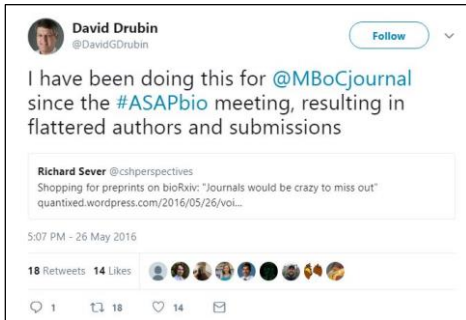 David Drubin
@DavidGDrubin
Follow
I have been doing this for @MBoCjournal
since the #ASAPbio meeting, resulting in
flattered authors and submissions
Richard Sever @cshperspectives
Shopping for preprints on bioRxiv: "Journals would be crazy to miss out"
quantixed.wordpress.com/2016/05/26/voi...
5:07 PM - 26 May 2016
18 Retweets 14 Likes
1 18 14